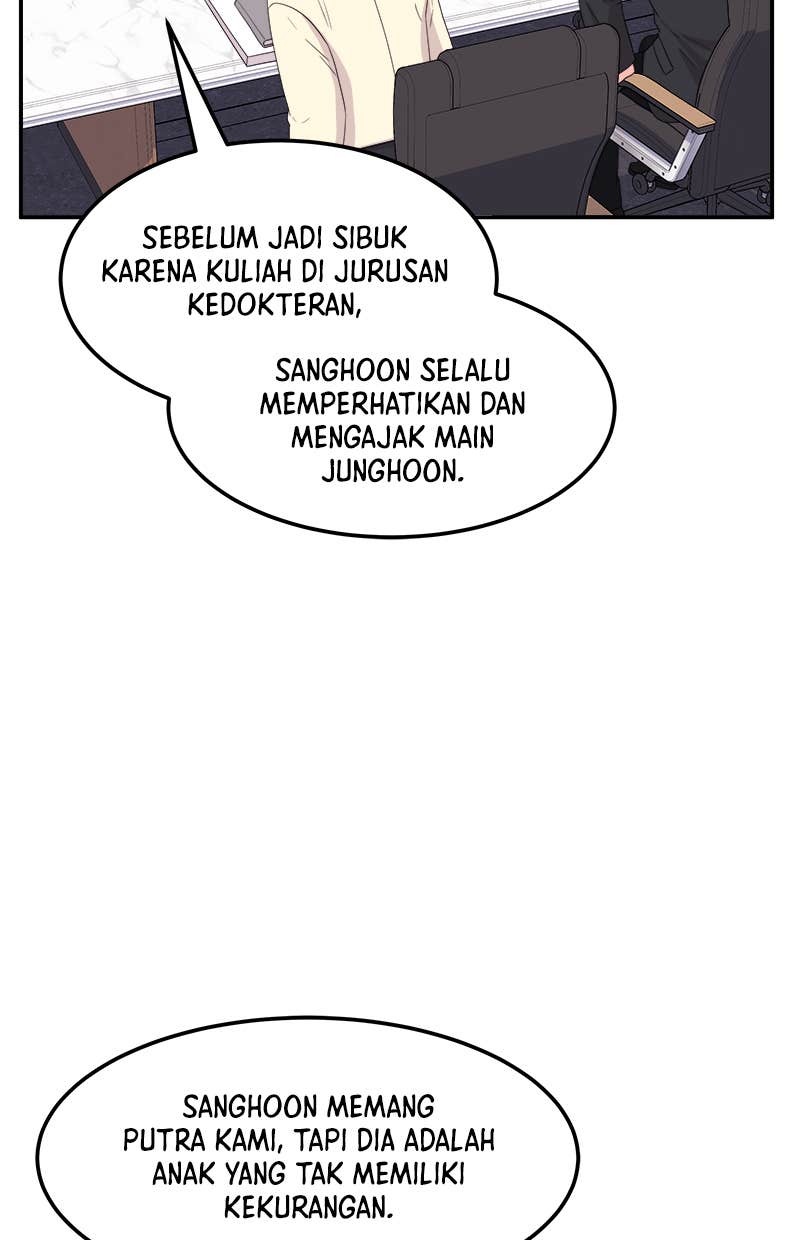 SEBELUM JADI SIBUK
KARENA KULIAH DI JURUSAN
KEDOKTERAN,
SANGHOON SELALU
MEMPERHATIKAN DAN
MENGAJAK MAIN
JUNGHOON.
SANGHOON MEMANG
PUTRA KAMI, TAPI DIA ADALAH
ANAK YANG TAK MEMILIKI
KEKURANGAN.